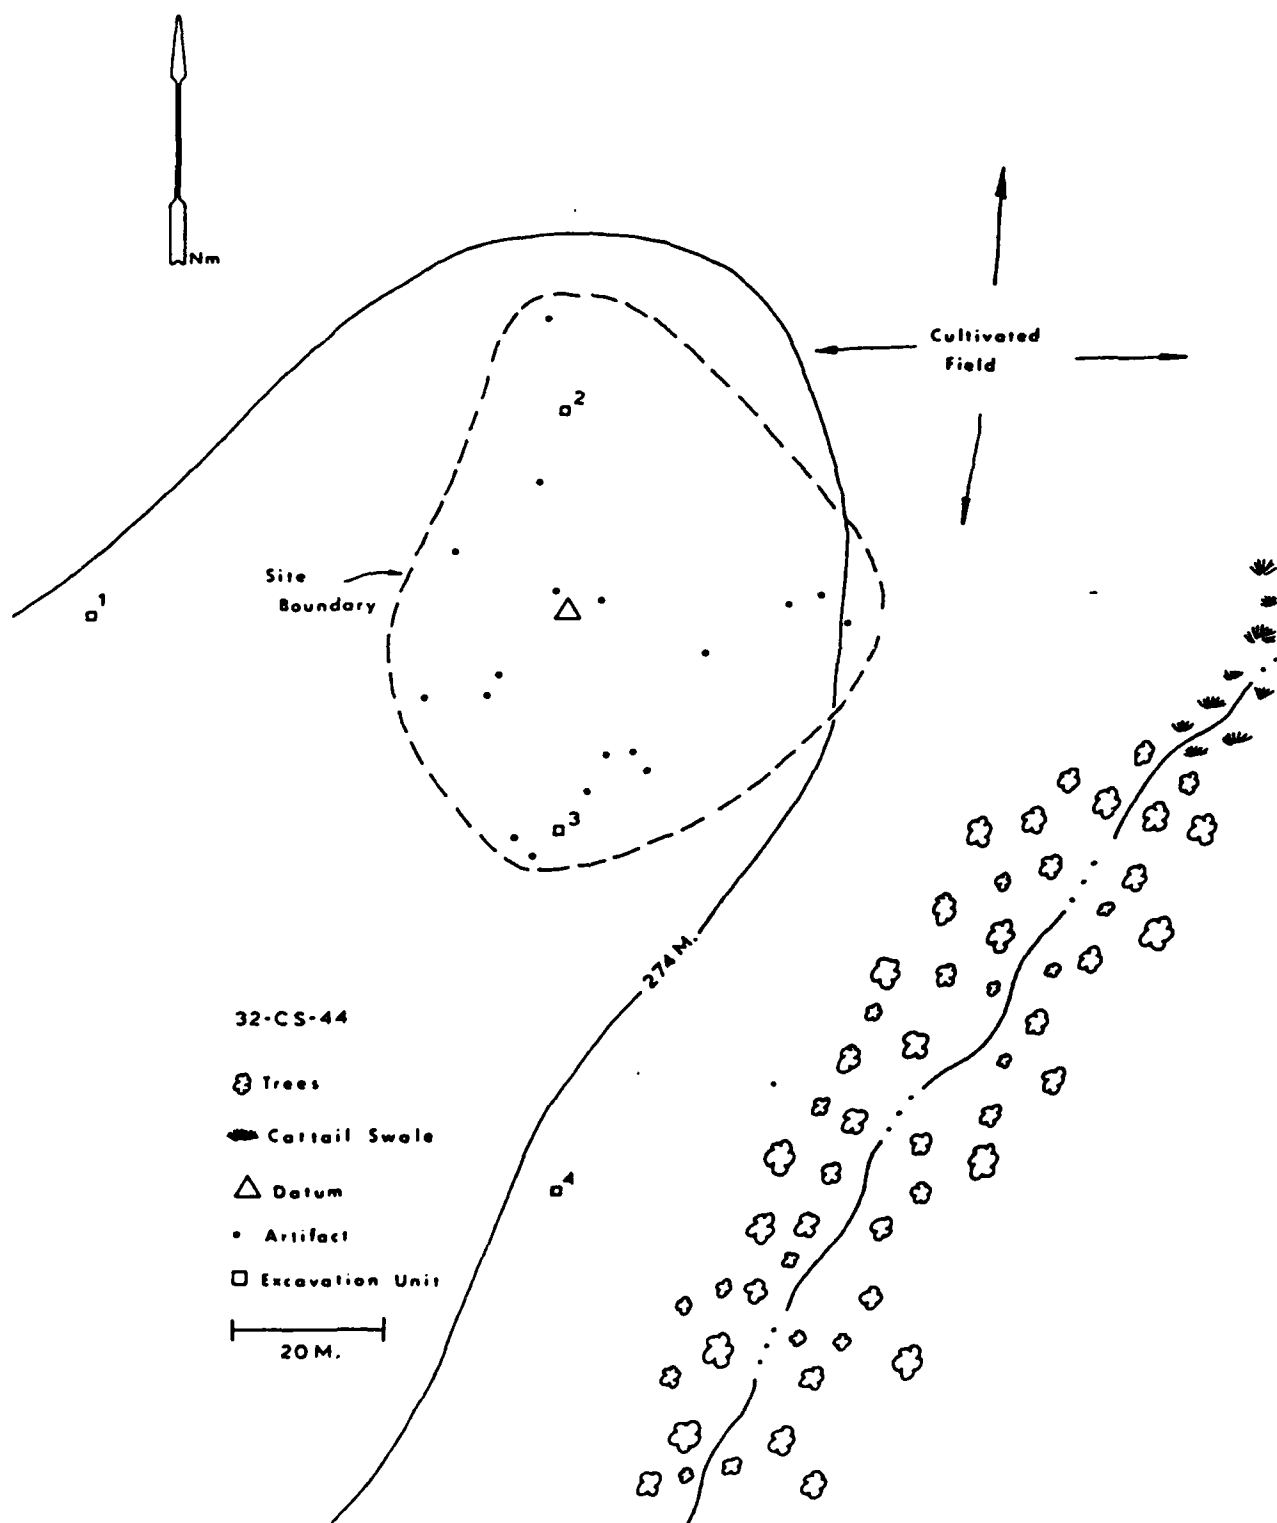 Nm
Cultivated
Field
2
Site
Boundary
1
3
274 M.
32-CS-44
Trees
Cattail Swale
4
Datum
Artifact
Excavation Unit
20 M.